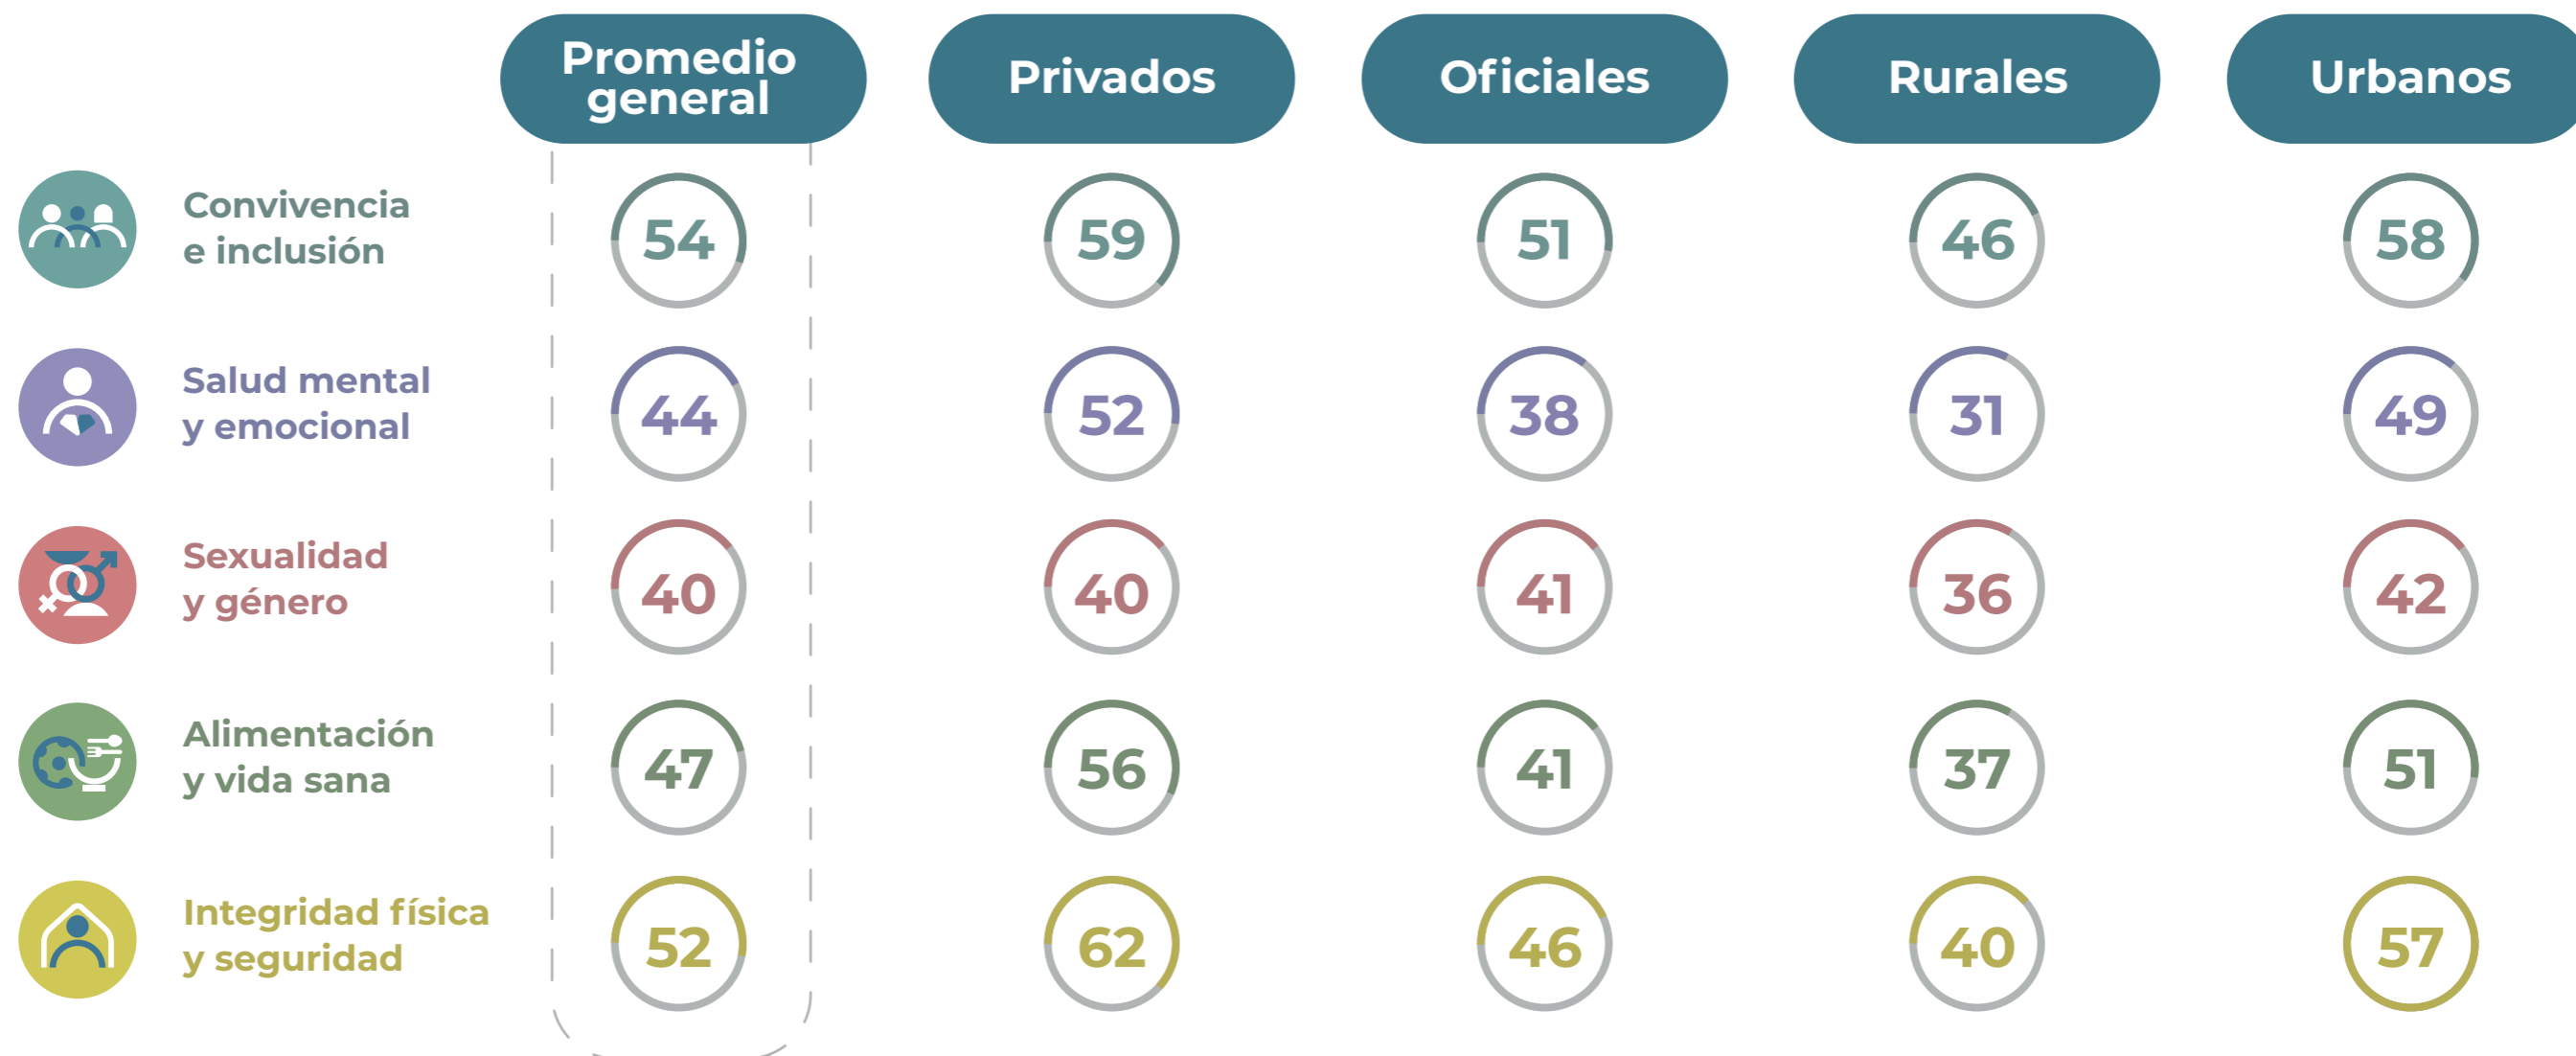 Promedio
general
Privados
Oficiales
Rurales
Urbanos
Convivencia
e inclusión
54
59
51
46
58
Salud mental
y emocional
44
52
38
31
49
Sexualidad
y género
40
40
41
36
42
Alimentación
y vida sana
47
56
41
37
51
Integridad física
y seguridad
52
62
46
40
57